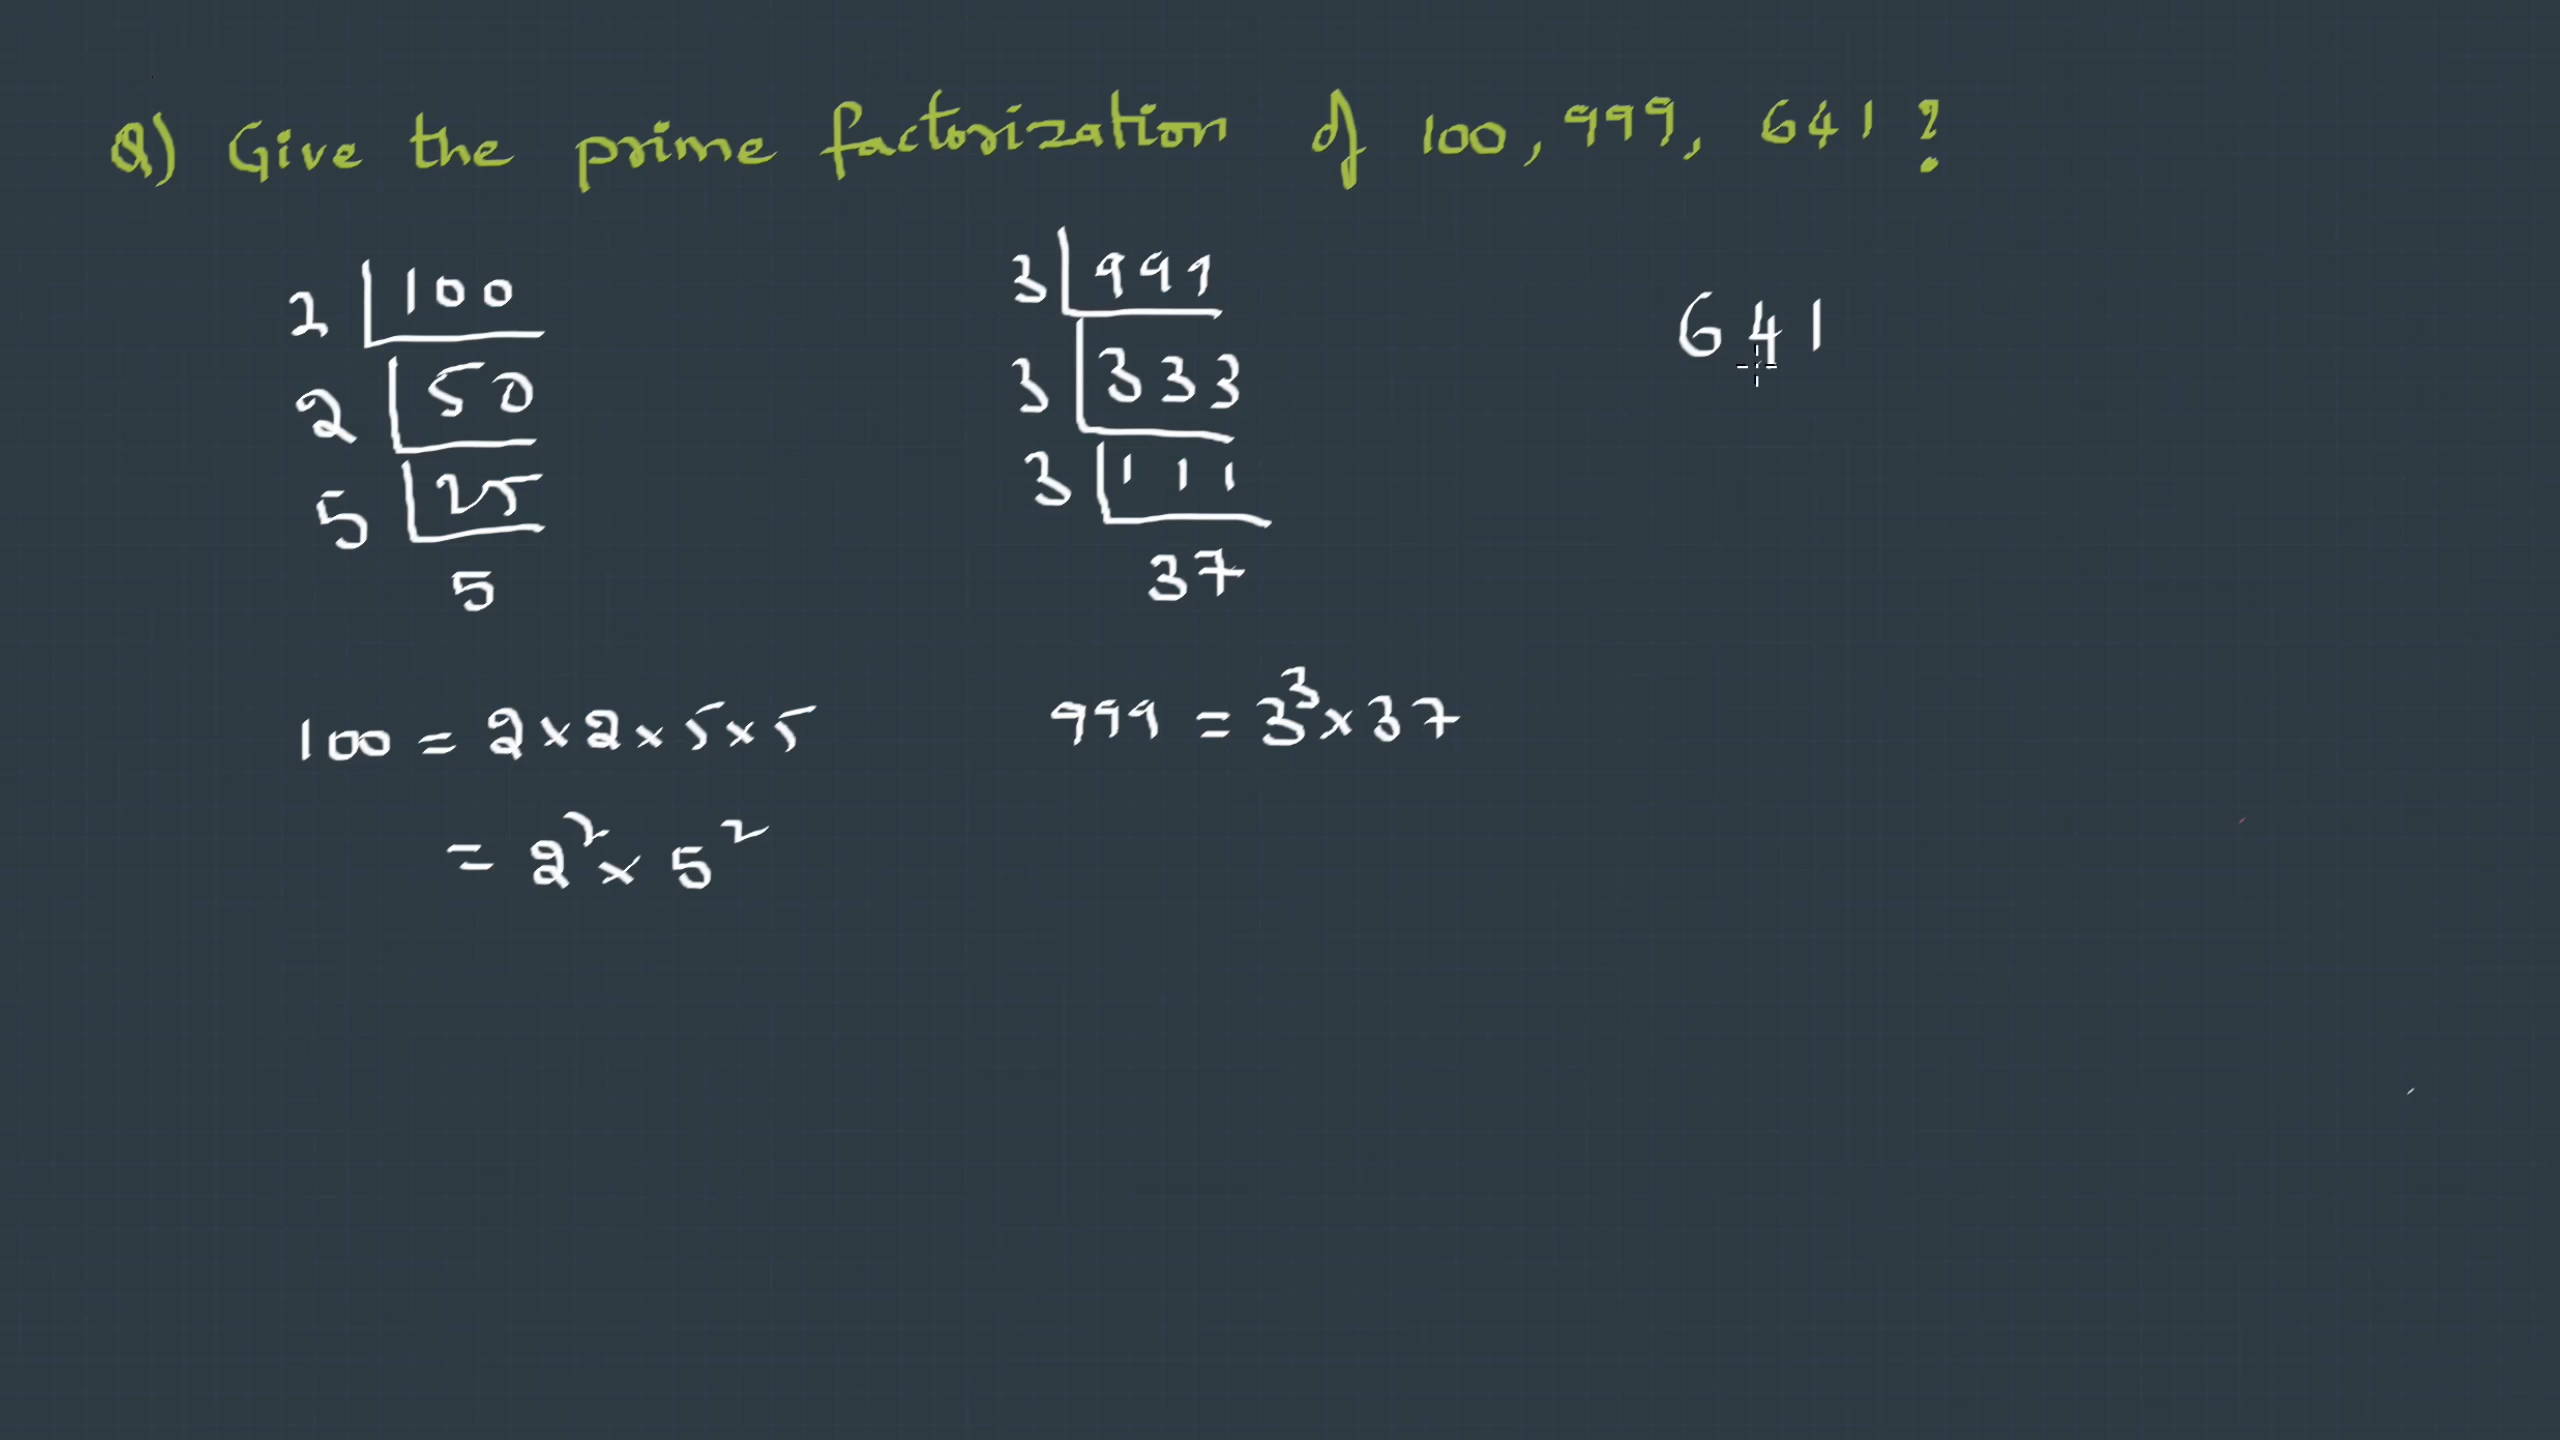 Q) Give the prime factorization of 100, 999, 641 ?
2 | 100
2 | 50
5 | 25
5
100 = 2 × 2 × 5 × 5
= 2² × 5²
3 | 999
3 | 333
3 | 111
37
999 = 3³ × 37
641